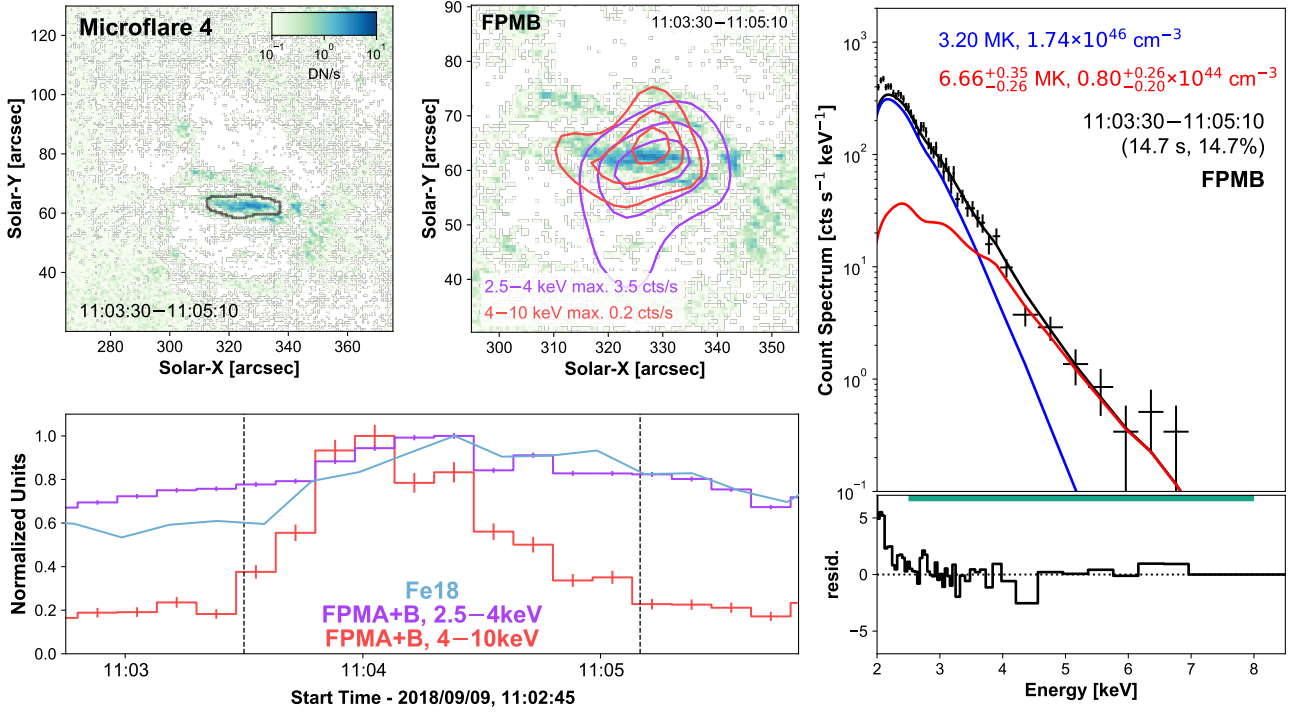 Microflare 4
10⁻¹ 10⁰ 10¹
DN/s
120
100
80
60
40
Solar-Y [arcsec]
11:03:30−11:05:10
280 300 320 340 360
Solar-X [arcsec]
FPMB
11:03:30−11:05:10
90
80
70
60
50
40
Solar-Y [arcsec]
2.5−4 keV max. 3.5 cts/s
4−10 keV max. 0.2 cts/s
300 310 320 330 340 350
Solar-X [arcsec]
3.20 MK, 1.74×10⁴⁶ cm⁻³
6.66+0.35−0.26 MK, 0.80+0.26−0.20×10⁴⁴ cm⁻³
11:03:30−11:05:10
(14.7 s, 14.7%)
FPMB
10³
10²
10¹
10⁰
10⁻¹
Count Spectrum [cts s⁻¹ keV⁻¹]
10
5
0
−5
resid.
2 3 4 5 6 7 8
Energy [keV]
1.0
0.8
0.6
0.4
0.2
0.0
Normalized Units
Fe18
FPMA+B, 2.5−4keV
FPMA+B, 4−10keV
11:03 11:04 11:05
Start Time - 2018/09/09, 11:02:45